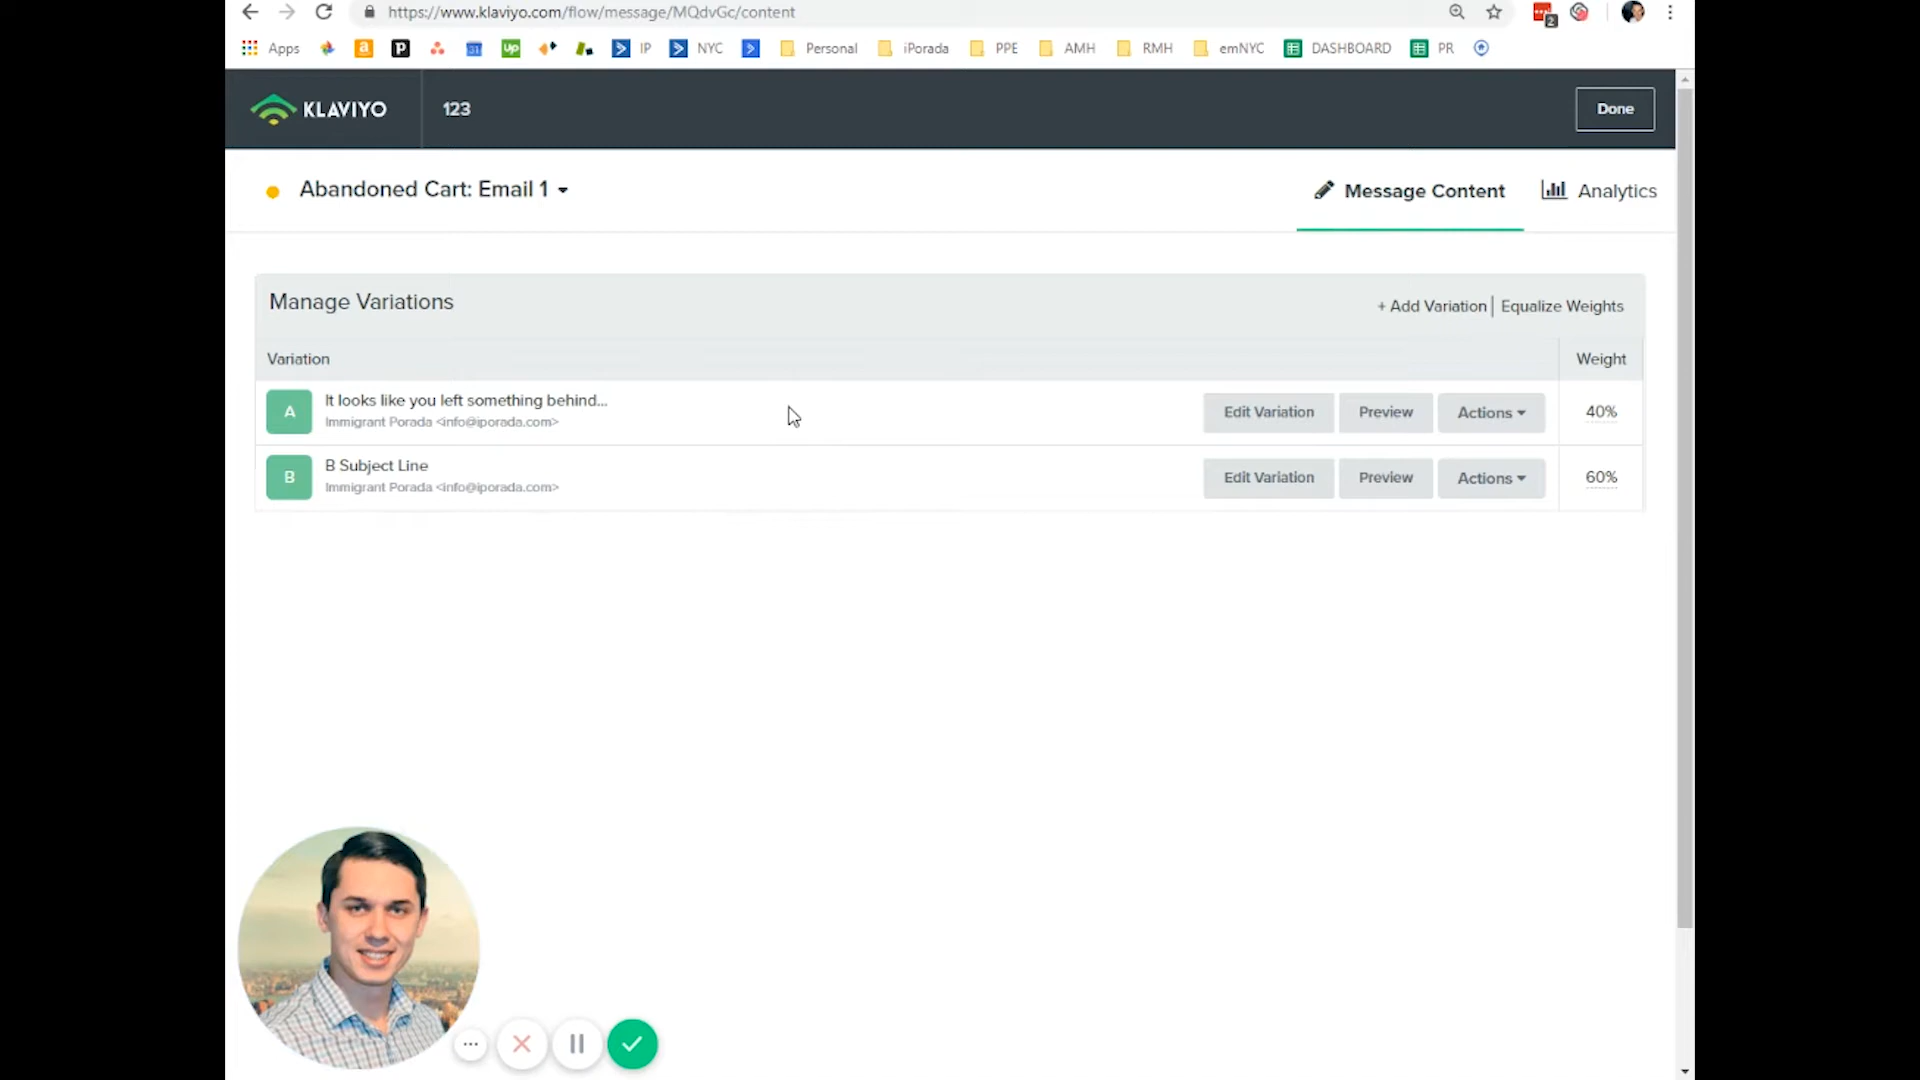 https://www.klaviyo.com/flow/message/MQdvGc/content
2
Apps
a
p
31
up
IP
NYC
Personal
iPorada
PPE
AMH
RMH
emNYC
DASHBOARD
PR
KLAVIYO
123
Done
Abandoned Cart: Email 1
Message Content
Analytics
Manage Variations
+ Add Variation | Equalize Weights
Variation
Weight
A
It looks like you left something behind...
Immigrant Porada <info@iporada.com>
Edit Variation
Preview
Actions
40%
B
B Subject Line
Immigrant Porada <info@iporada.com>
Edit Variation
Preview
Actions
60%